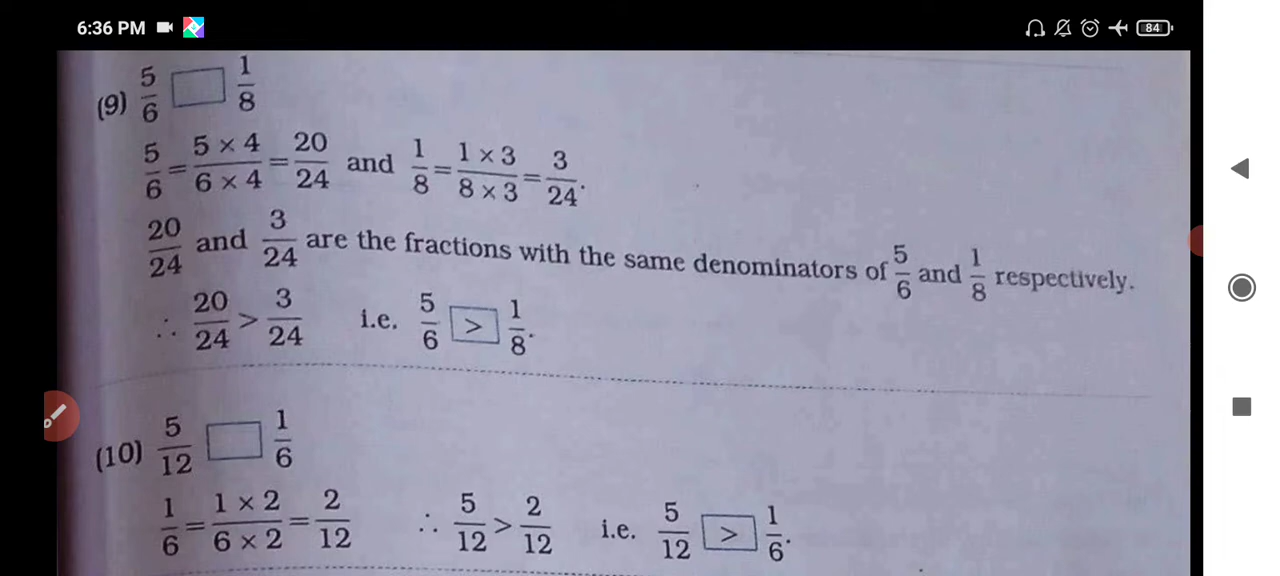 6:36 PM 84
(9) 5/6 □ 1/8
5/6 = 5 × 4/6 × 4 = 20/24 and 1/8 = 1 × 3/8 × 3 = 3/24.
20/24 and 3/24 are the fractions with the same denominators of 5/6 and 1/8 respectively.
∴ 20/24 > 3/24 i.e. 5/6 > 1/8.
(10) 5/12 □ 1/6
1/6 = 1 × 2/6 × 2 = 2/12 ∴ 5/12 > 2/12 i.e. 5/12 > 1/6.